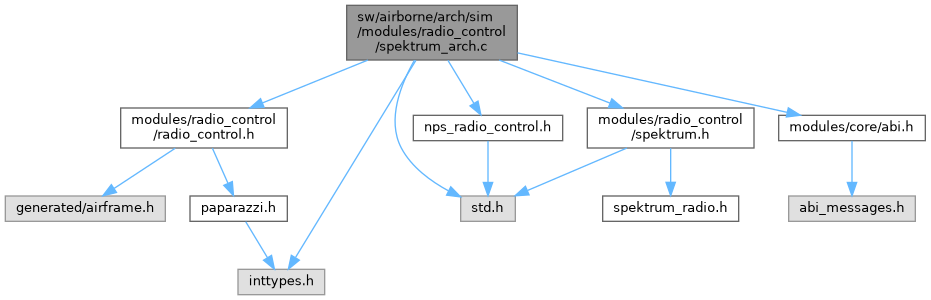 sw/airborne/arch/sim
/modules/radio_control
/spektrum_arch.c
modules/radio_control
/radio_control.h
nps_radio_control.h
modules/radio_control
/spektrum.h
modules/core/abi.h
generated/airframe.h
paparazzi.h
std.h
spektrum_radio.h
abi_messages.h
inttypes.h